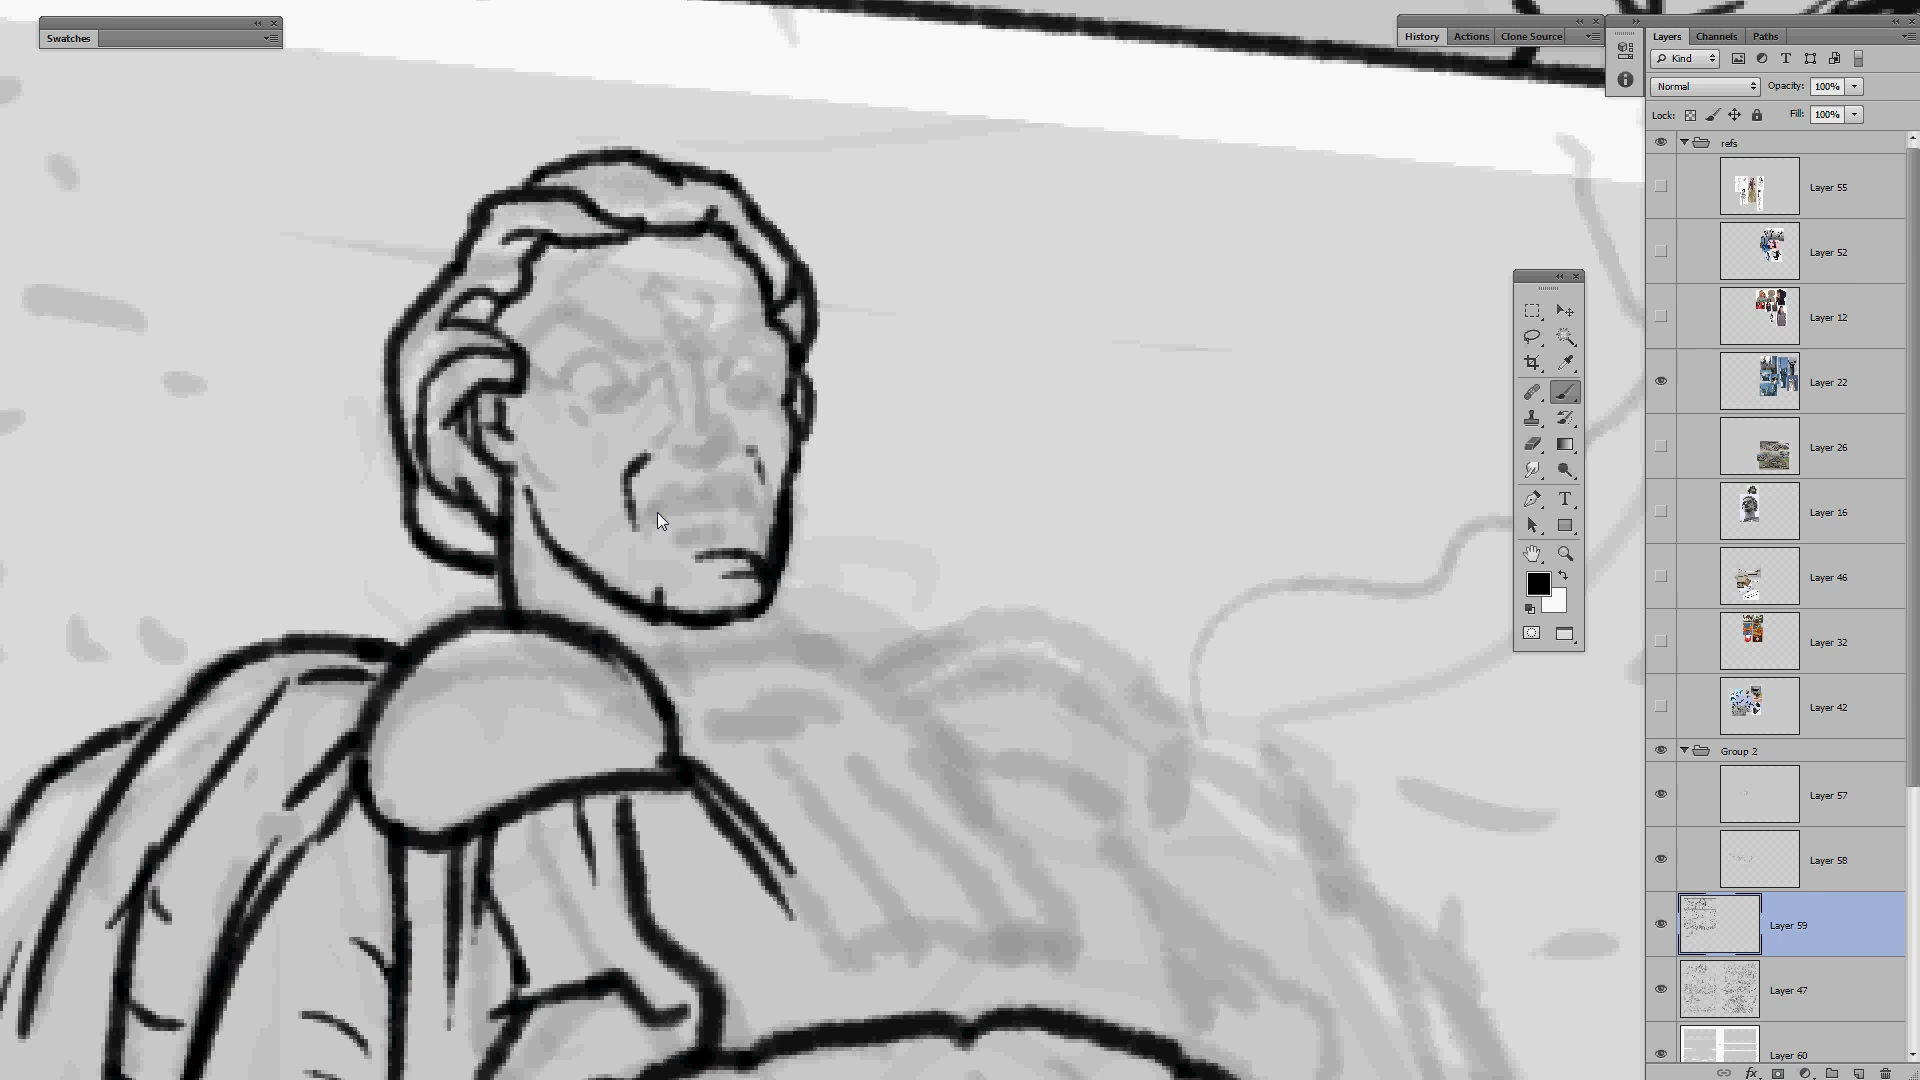 Swatches
History Actions Clone Source
Layers Channels Paths
Kind
Normal Opacity: 100%
Lock: Fill: 100%
refs
Layer 55
Layer 52
Layer 12
Layer 22
Layer 26
Layer 16
Layer 46
Layer 32
Layer 42
Group 2
Layer 57
Layer 58
Layer 59
Layer 47
Layer 60
fx